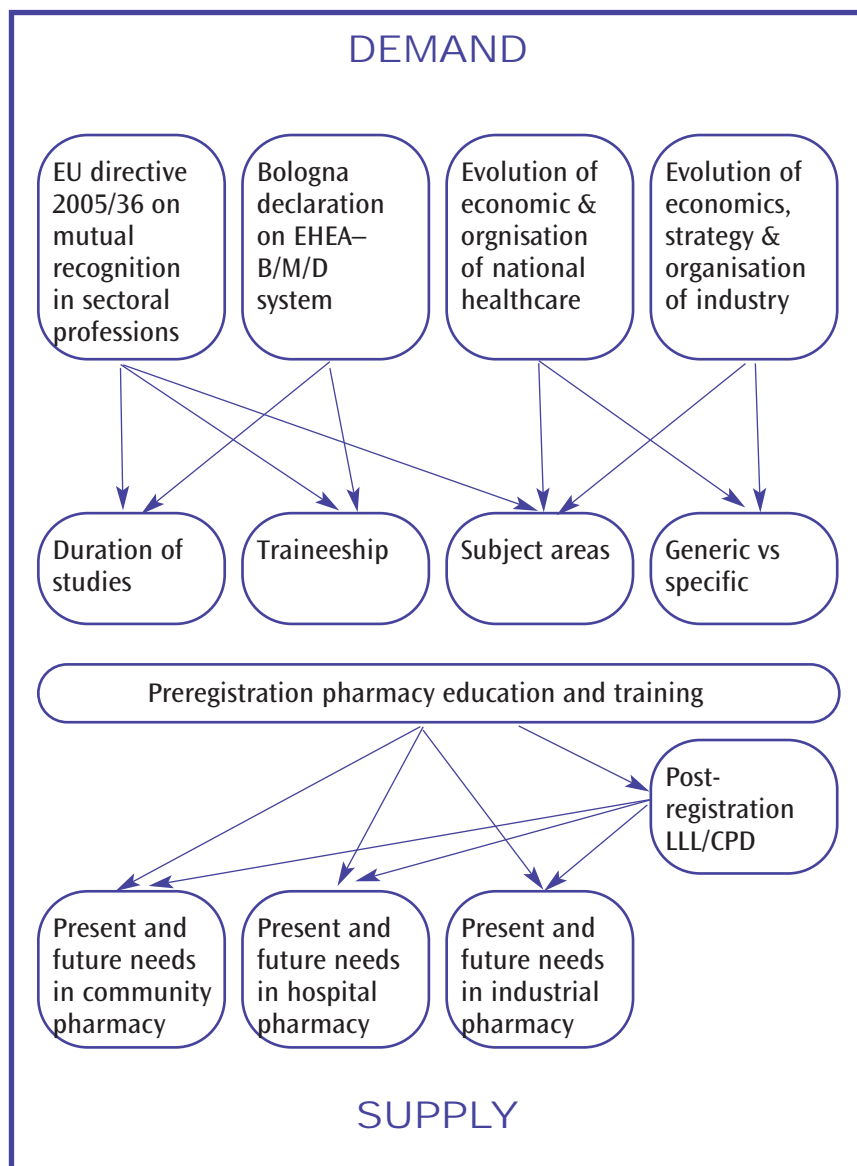 DEMAND
EU directive
2005/36 on
mutual
recognition
in sectoral
professions
Bologna
declaration
on EHEA–
B/M/D
system
Evolution of
economic &
orgnisation
of national
healthcare
Evolution of
economics,
strategy &
organisation
of industry
Duration of
studies
Traineeship
Subject areas
Generic vs
specific
Preregistration pharmacy education and training
Post-
registration
LLL/CPD
Present and
future needs
in community
pharmacy
Present and
future needs
in hospital
pharmacy
Present and
future needs
in industrial
pharmacy
SUPPLY